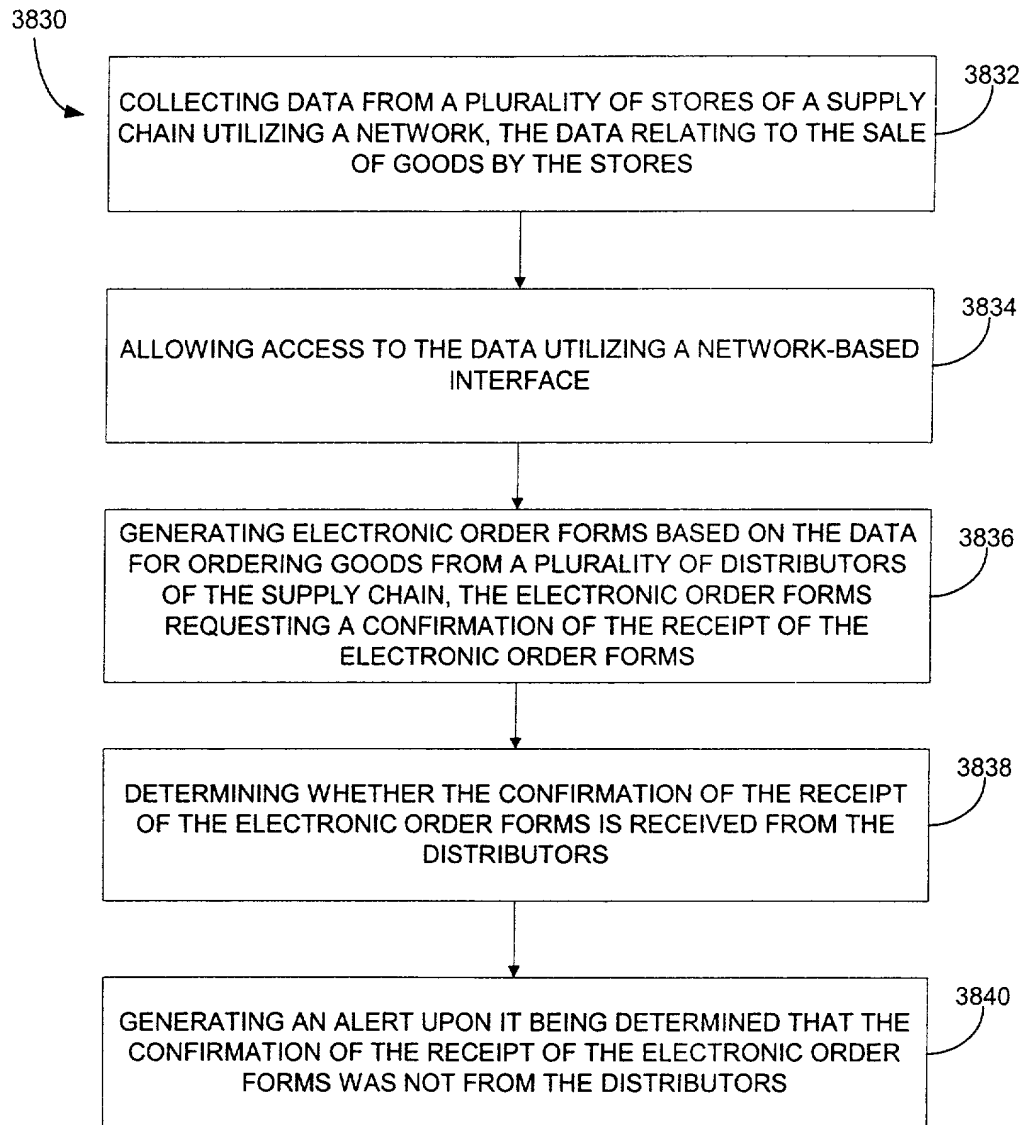 3830
3832
COLLECTING DATA FROM A PLURALITY OF STORES OF A SUPPLY
CHAIN UTILIZING A NETWORK, THE DATA RELATING TO THE SALE
OF GOODS BY THE STORES
3834
ALLOWING ACCESS TO THE DATA UTILIZING A NETWORK-BASED
INTERFACE
3836
GENERATING ELECTRONIC ORDER FORMS BASED ON THE DATA
FOR ORDERING GOODS FROM A PLURALITY OF DISTRIBUTORS
OF THE SUPPLY CHAIN, THE ELECTRONIC ORDER FORMS
REQUESTING A CONFIRMATION OF THE RECEIPT OF THE
ELECTRONIC ORDER FORMS
3838
DETERMINING WHETHER THE CONFIRMATION OF THE RECEIPT
OF THE ELECTRONIC ORDER FORMS IS RECEIVED FROM THE
DISTRIBUTORS
3840
GENERATING AN ALERT UPON IT BEING DETERMINED THAT THE
CONFIRMATION OF THE RECEIPT OF THE ELECTRONIC ORDER
FORMS WAS NOT FROM THE DISTRIBUTORS